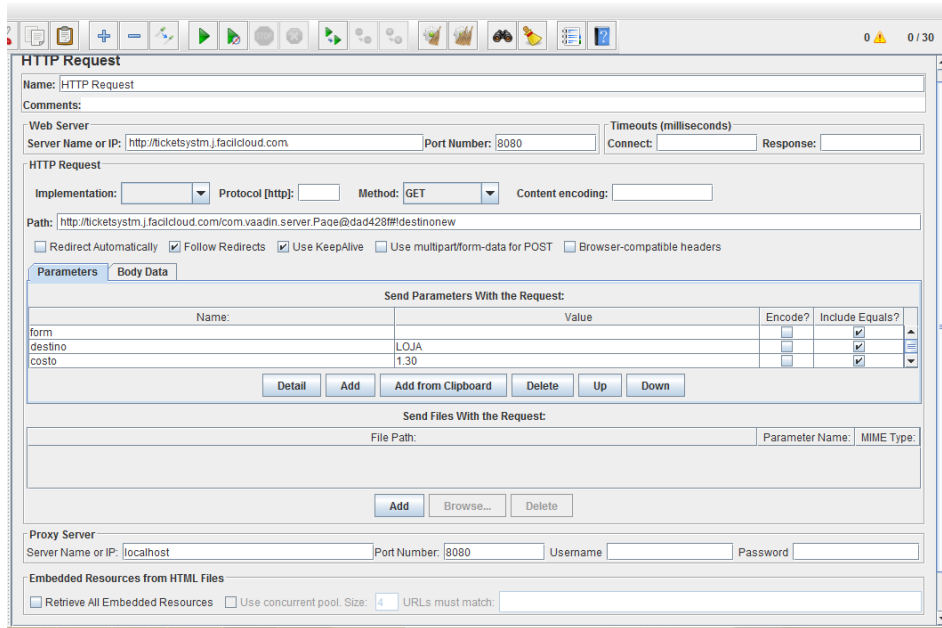 0 0 / 30
HTTP Request
Name: HTTP Request
Comments:
Web Server
Server Name or IP: http://ticketsystm.j.facilcloud.com. Port Number: 8080
Timeouts (milliseconds)
Connect: Response:
HTTP Request
Implementation: Protocol [http]: Method: GET Content encoding:
Path: http://ticketsystm.j.facilcloud.com/com.vaadin.server.Page@dad428f#!destinonew
Redirect Automatically Follow Redirects Use KeepAlive Use multipart/form-data for POST Browser-compatible headers
Parameters Body Data
Send Parameters With the Request:
Name: Value Encode? Include Equals?
form
destino LOJA
costo 1.30
Detail Add Add from Clipboard Delete Up Down
Send Files With the Request:
File Path: Parameter Name: MIME Type:
Add Browse... Delete
Proxy Server
Server Name or IP: localhost Port Number: 8080 Username Password
Embedded Resources from HTML Files
Retrieve All Embedded Resources Use concurrent pool. Size: 4 URLs must match: